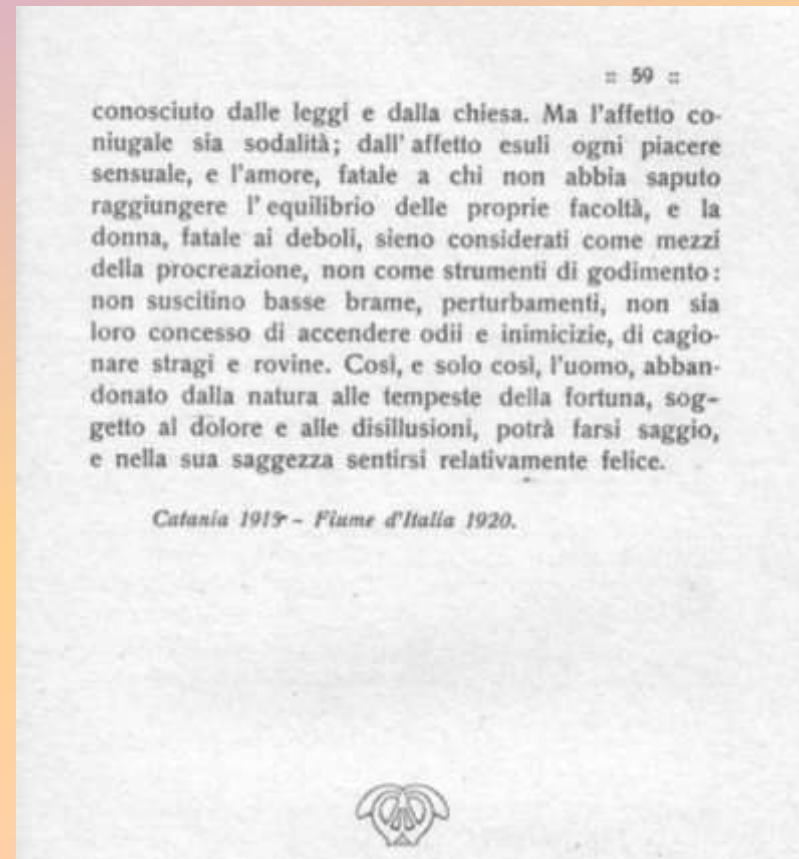 :: 59 ::
conosciuto dalle leggi e dalla chiesa. Ma l'affetto co-
niugale sia sodalità; dall' affetto esuli ogni piacere
sensuale, e l'amore, fatale a chi non abbia saputo
raggiungere l' equilibrio delle proprie facoltà, e la
donna, fatale ai deboli, sieno considerati come mezzi
della procreazione, non come strumenti di godimento:
non suscitino basse brame, perturbamenti, non sia
loro concesso di accendere odii e inimicizie, di cagio-
nare stragi e rovine. Così, e solo così, l'uomo, abban-
donato dalla natura alle tempeste della fortuna, sog-
getto al dolore e alle disillusioni, potrà farsi saggio,
e nella sua saggezza sentirsi relativamente felice.
Catania - Fiume d'Italia 1920.